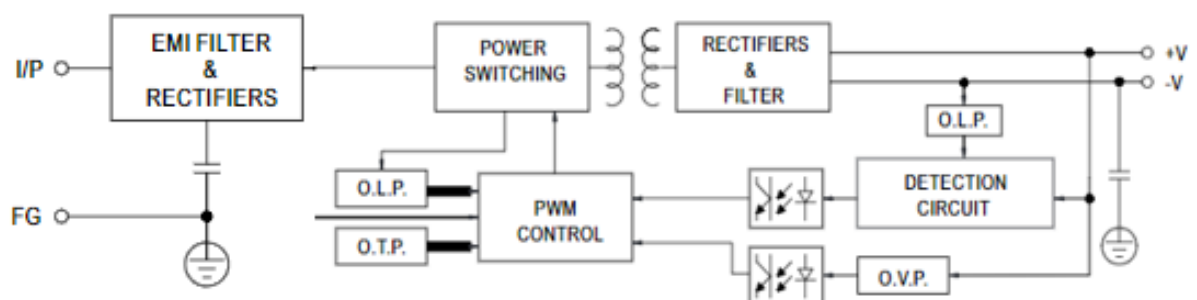 I/P
EMI FILTER
&
RECTIFIERS
POWER
SWITCHING
RECTIFIERS
&
FILTER
+V
-V
O.L.P.
O.L.P.
PWM
CONTROL
DETECTION
CIRCUIT
FG
O.T.P.
O.V.P.